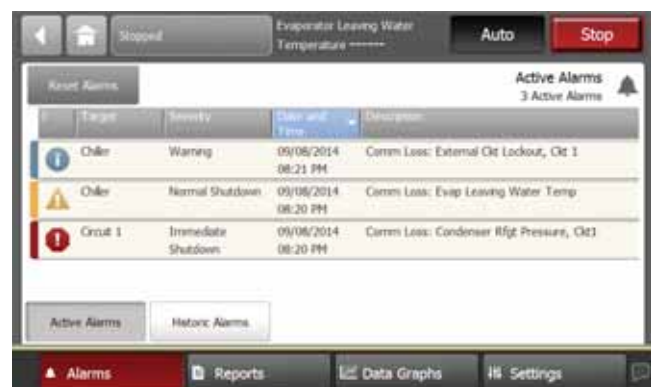 Stopped
Evaporator Leaving Water
Temperature ------
Auto
Stop
Reset Alarms
Active Alarms
3 Active Alarms
Target
Severity
Date and
Time
Description
Chiller
Warning
09/08/2014
08:21 PM
Comm Loss: External Ckt Lockout, Ckt 1
Chiller
Normal Shutdown
09/08/2014
08:20 PM
Comm Loss: Evap Leaving Water Temp
Circuit 1
Immediate
Shutdown
09/08/2014
08:20 PM
Comm Loss: Condenser Rfgt Pressure, Ckt1
Active Alarms
Historic Alarms
Alarms
Reports
Data Graphs
Settings